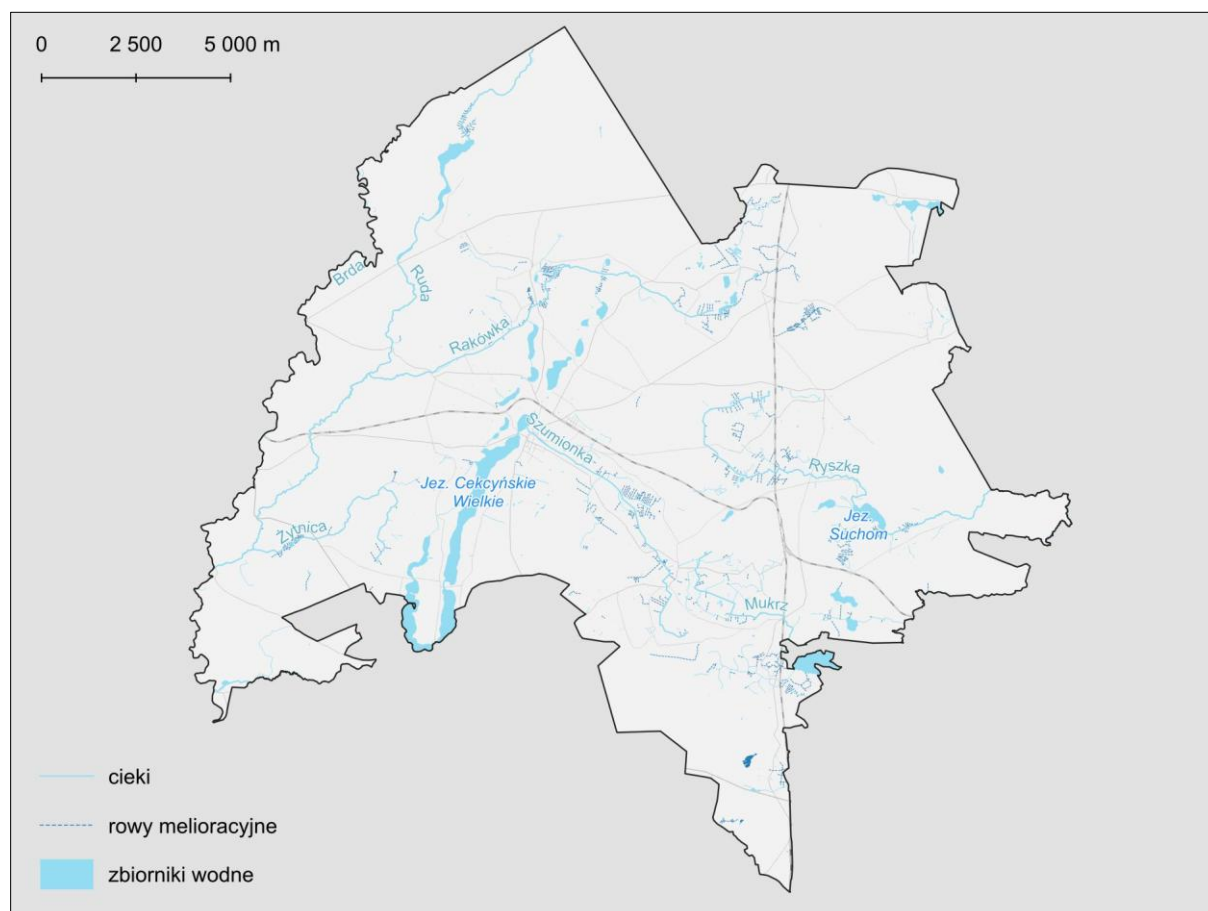 0 2 500 5 000 m
Brda
Ruda
Rakówka
Szumionka
Ryszka
Jez. Cekcyńskie
Wielkie
Jez.
Suchom
Żytnica
Mukrz
cieki
rowy melioracyjne
zbiorniki wodne